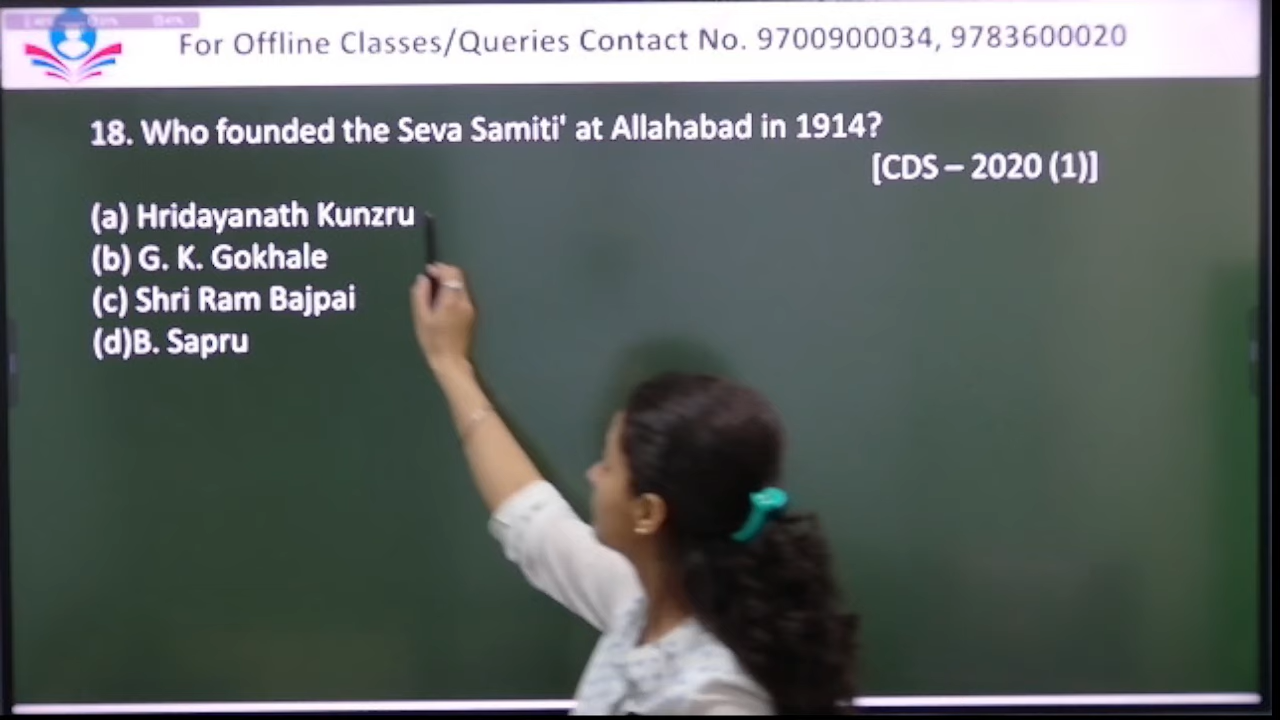 For Offline Classes/Queries Contact No. 9700900034, 9783600020
18. Who founded the Seva Samiti' at Allahabad in 1914?
[CDS – 2020 (1)]
(a) Hridayanath Kunzru
(b) G. K. Gokhale
(c) Shri Ram Bajpai
(d)B. Sapru